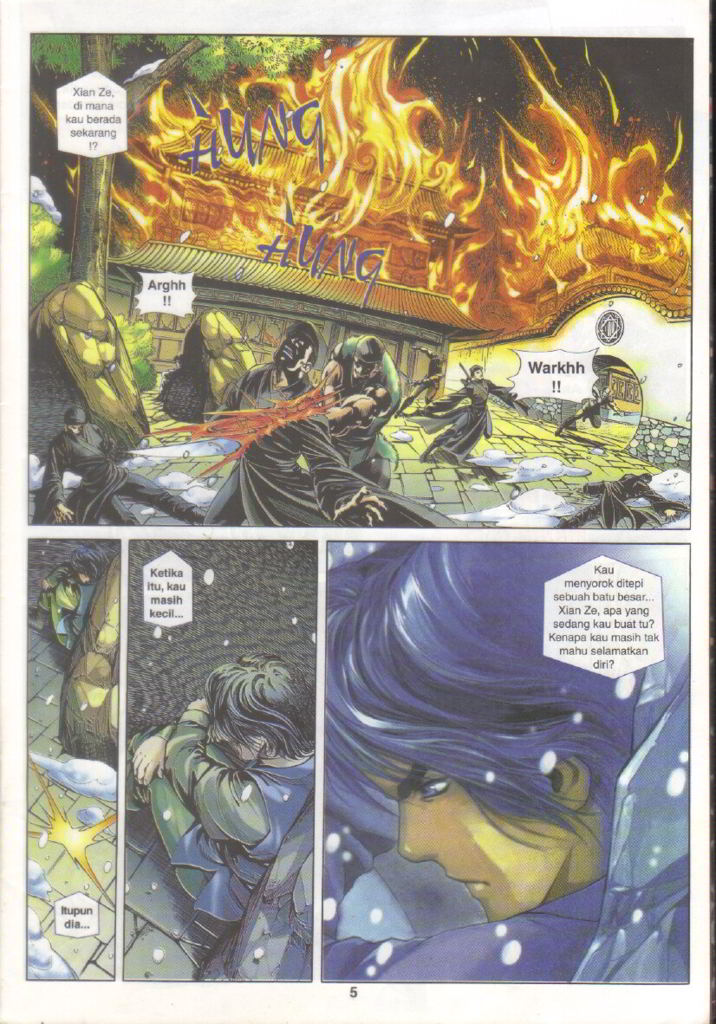 Xian Ze,
di mana
kau berada
sekarang
!?
HUNG
HUNG
Arghh
!!
Warkhh
!!
Itupun
dia...
Ketika
itu, kau
masih
kecil...
Kau
menyorok ditepi
sebuah batu besar...
Xian Ze, apa yang
sedang kau buat tu?
Kenapa kau masih tak
mahu selamatkan
diri?
5